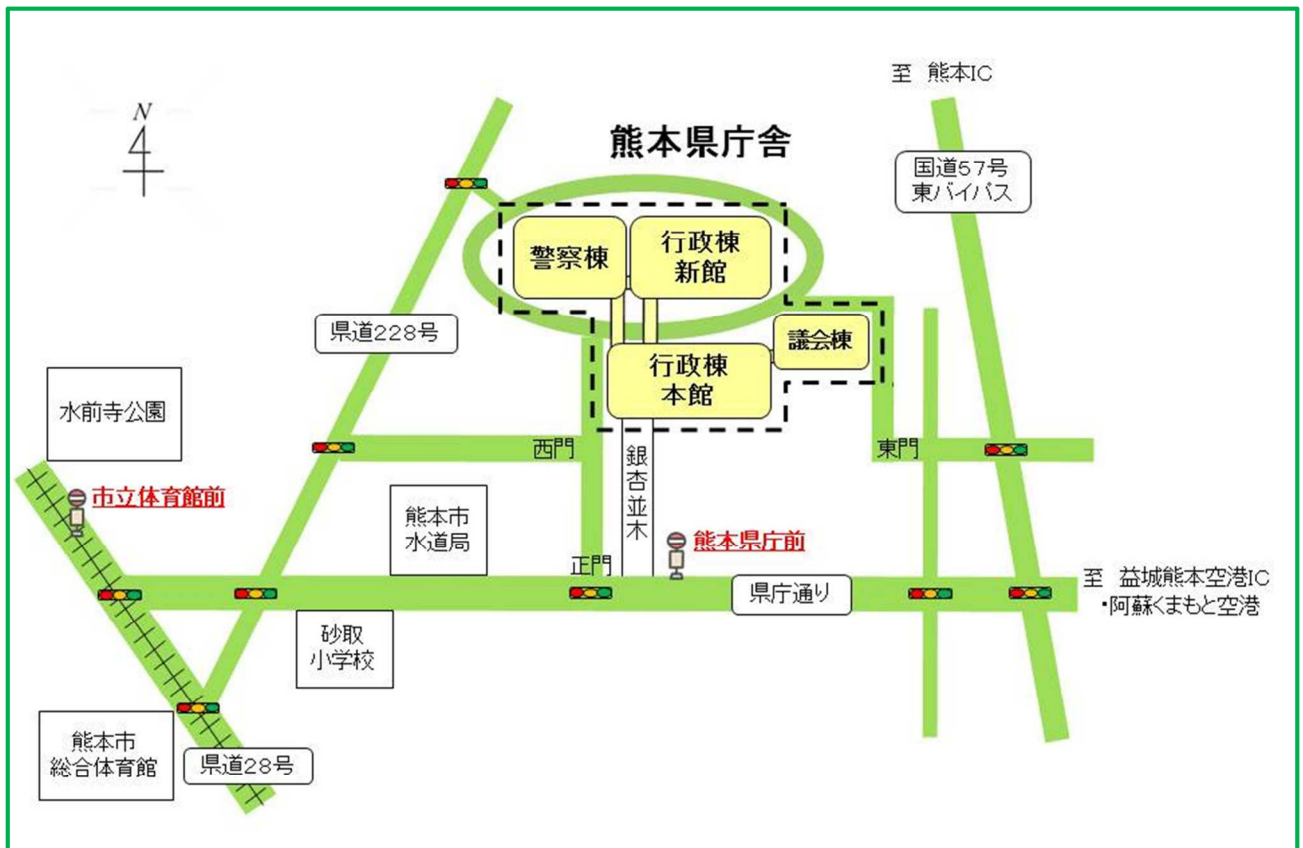 至 熊本IC
N
熊本県庁舎
国道57号
東バイパス
警察棟
行政棟
新館
県道228号
議会棟
行政棟
本館
水前寺公園
西門
東門
銀杏並木
市立体育館前
熊本市
水道局
熊本県庁前
正門
県庁通り
至 益城熊本空港IC
・阿蘇くまもと空港
砂取
小学校
熊本市
総合体育館
県道28号